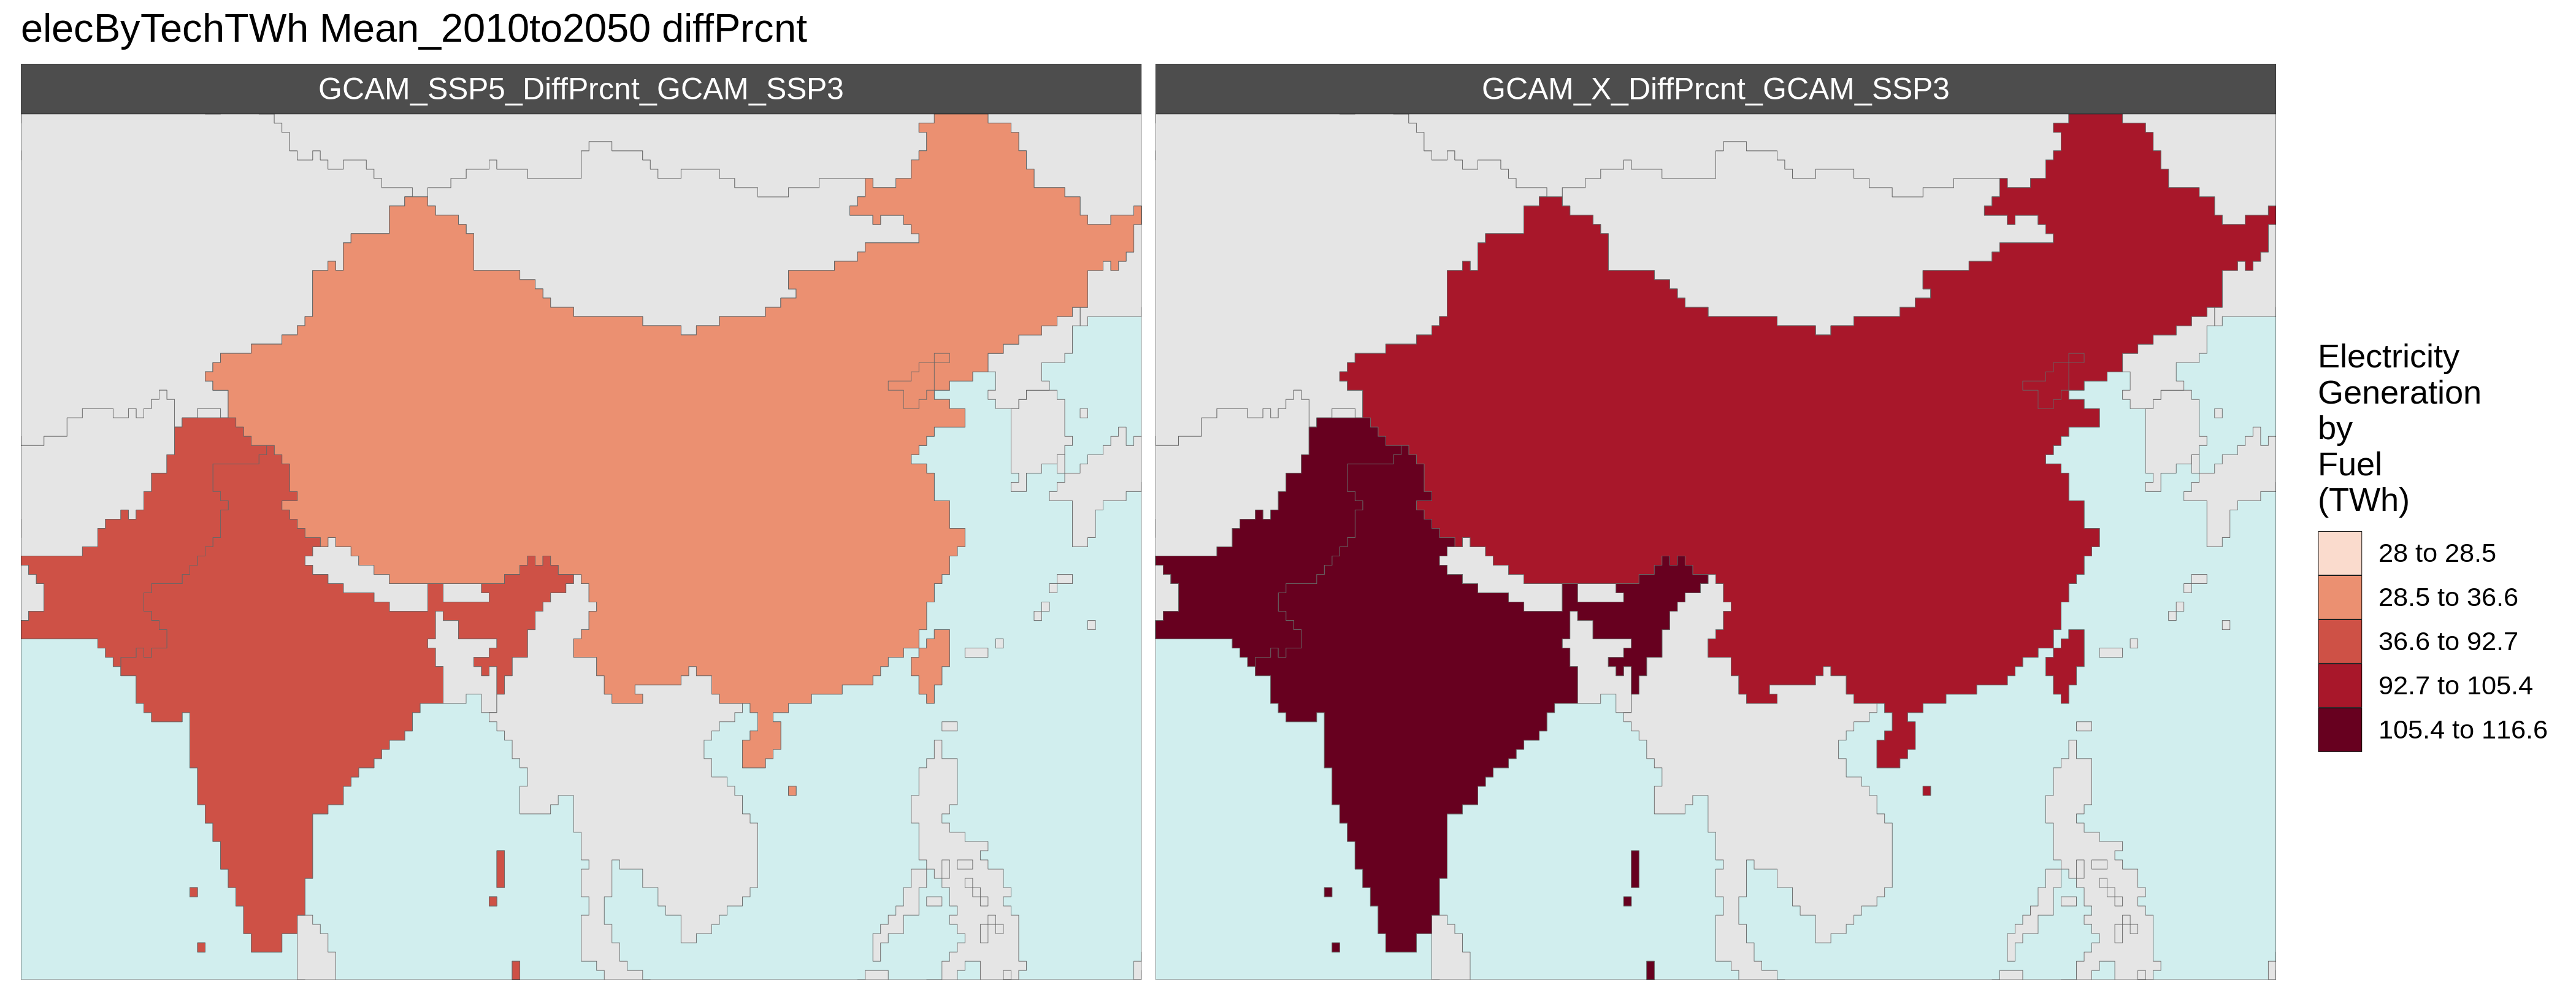 elecByTechTWh Mean_2010to2050 diffPrcnt
GCAM_SSP5_DiffPrcnt_GCAM_SSP3
GCAM_X_DiffPrcnt_GCAM_SSP3
Electricity
Generation
by
Fuel
(TWh)
28 to 28.5
28.5 to 36.6
36.6 to 92.7
92.7 to 105.4
105.4 to 116.6